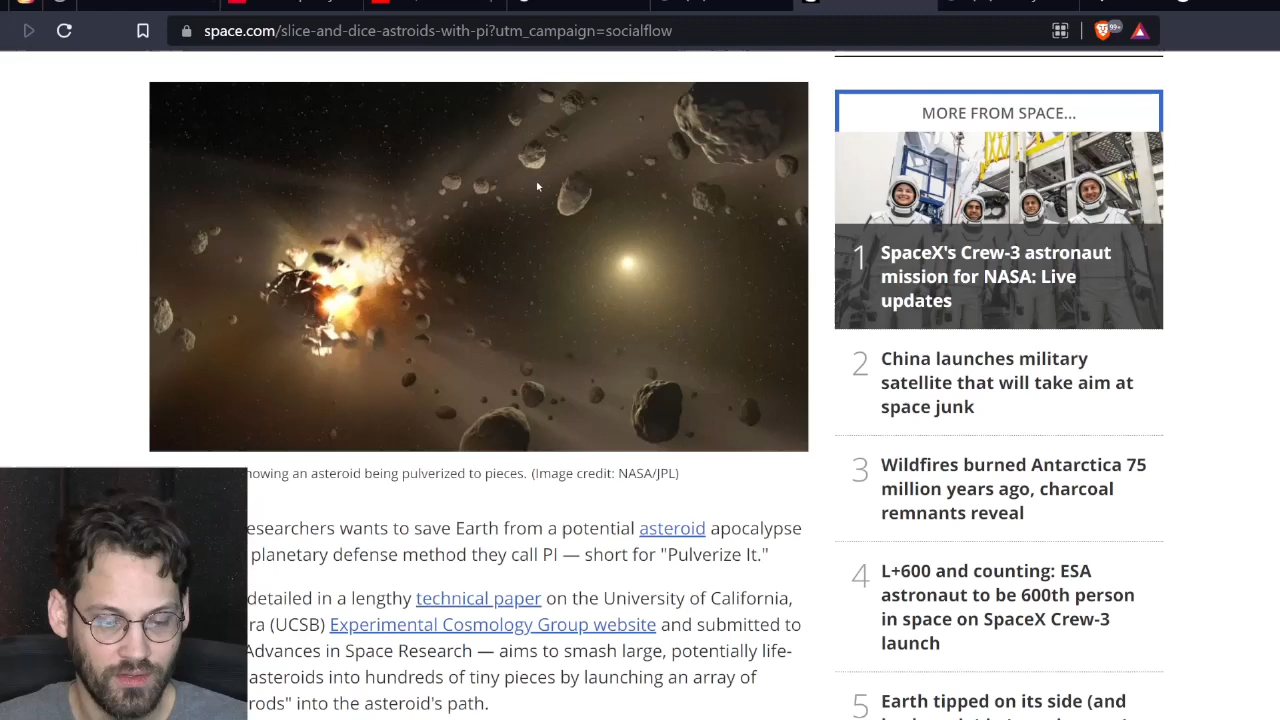 space.com/slice-and-dice-astroids-with-pi?utm_campaign=socialflow
99+
howing an asteroid being pulverized to pieces. (Image credit: NASA/JPL)
esearchers wants to save Earth from a potential asteroid apocalypse
planetary defense method they call PI — short for "Pulverize It."
detailed in a lengthy technical paper on the University of California,
ra (UCSB) Experimental Cosmology Group website and submitted to
Advances in Space Research — aims to smash large, potentially life-
asteroids into hundreds of tiny pieces by launching an array of
rods" into the asteroid's path.
MORE FROM SPACE...
1
SpaceX's Crew-3 astronaut
mission for NASA: Live
updates
2
China launches military
satellite that will take aim at
space junk
3
Wildfires burned Antarctica 75
million years ago, charcoal
remnants reveal
4
L+600 and counting: ESA
astronaut to be 600th person
in space on SpaceX Crew-3
launch
5
Earth tipped on its side (and